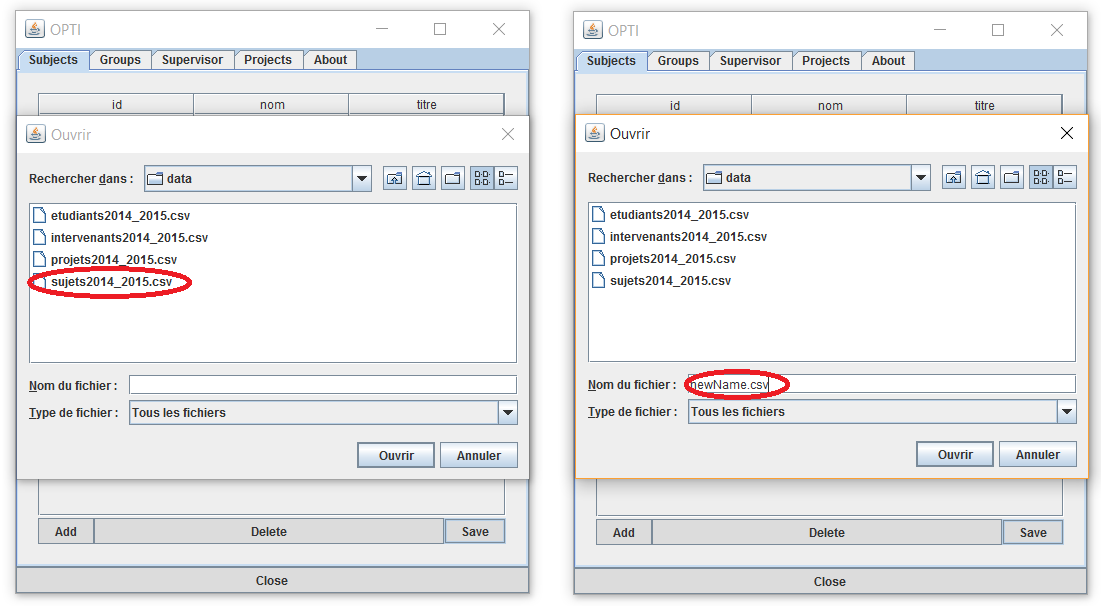 OPTI
Subjects Groups Supervisor Projects About
id nom titre
Ouvrir
Rechercher dans : data
etudiants2014_2015.csv
intervenants2014_2015.csv
projets2014_2015.csv
sujets2014_2015.csv
Nom du fichier :
Type de fichier : Tous les fichiers
Ouvrir Annuler
Add Delete Save
Close
OPTI
Subjects Groups Supervisor Projects About
id nom titre
Ouvrir
Rechercher dans : data
etudiants2014_2015.csv
intervenants2014_2015.csv
projets2014_2015.csv
sujets2014_2015.csv
Nom du fichier : newName.csv
Type de fichier : Tous les fichiers
Ouvrir Annuler
Add Delete Save
Close